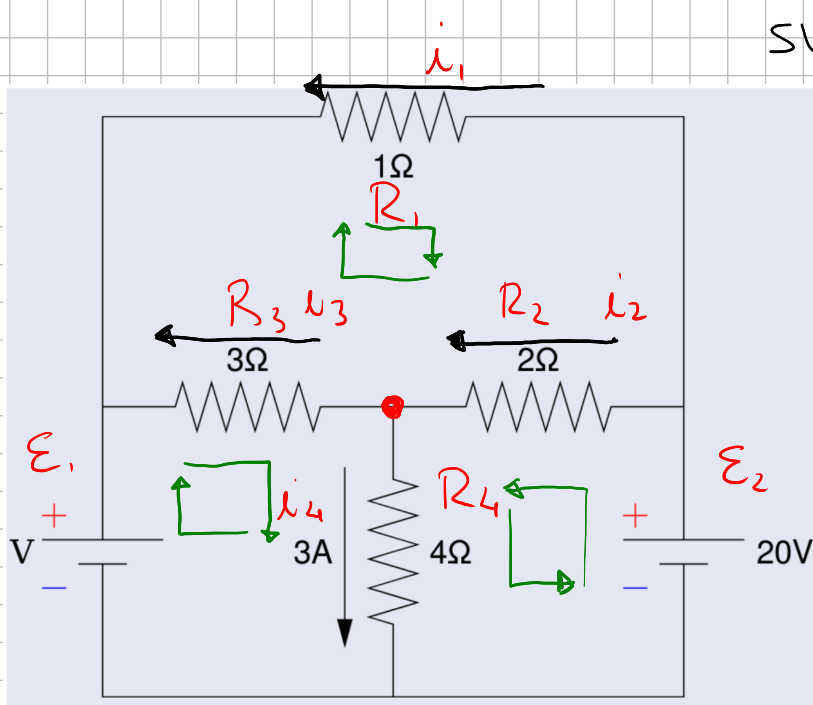 i₁
1Ω
R₁
R₃ i₃ R₂ i₂
3Ω 2Ω
ε₁ ε₂
+ i₄ R₄ +
V 3A 4Ω 20V
− −